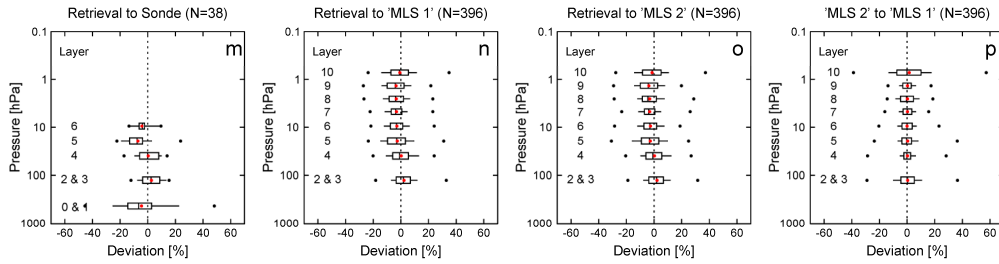 Retrieval to Sonde (N=38)
m
Layer
6
5
4
2 & 3
0 & 1
0.1
1
10
100
1000
Pressure [hPa]
-60 -40 -20 0 20 40 60
Deviation [%]
Retrieval to 'MLS 1' (N=396)
n
Layer
10
9
8
7
6
5
4
2 & 3
0.1
1
10
100
1000
Pressure [hPa]
-60 -40 -20 0 20 40 60
Deviation [%]
Retrieval to 'MLS 2' (N=396)
o
Layer
10
9
8
7
6
5
4
2 & 3
0.1
1
10
100
1000
Pressure [hPa]
-60 -40 -20 0 20 40 60
Deviation [%]
'MLS 2' to 'MLS 1' (N=396)
p
Layer
10
9
8
7
6
5
4
2 & 3
0.1
1
10
100
1000
Pressure [hPa]
-60 -40 -20 0 20 40 60
Deviation [%]